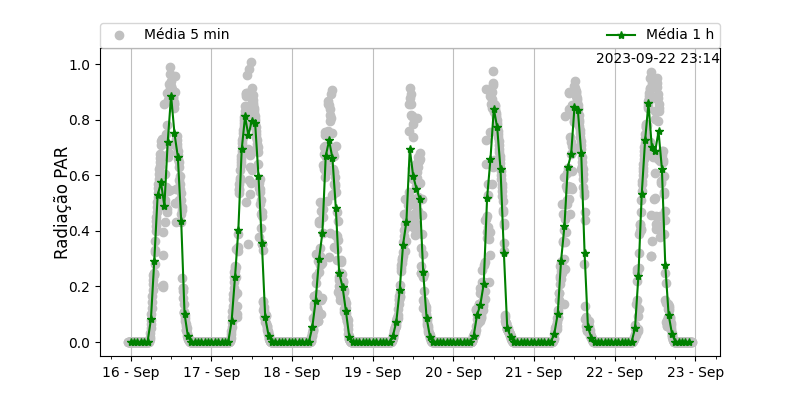 Média 5 min
Média 1 h
2023-09-22 23:14
Radiação PAR
1.0
0.8
0.6
0.4
0.2
0.0
16 - Sep
17 - Sep
18 - Sep
19 - Sep
20 - Sep
21 - Sep
22 - Sep
23 - Sep